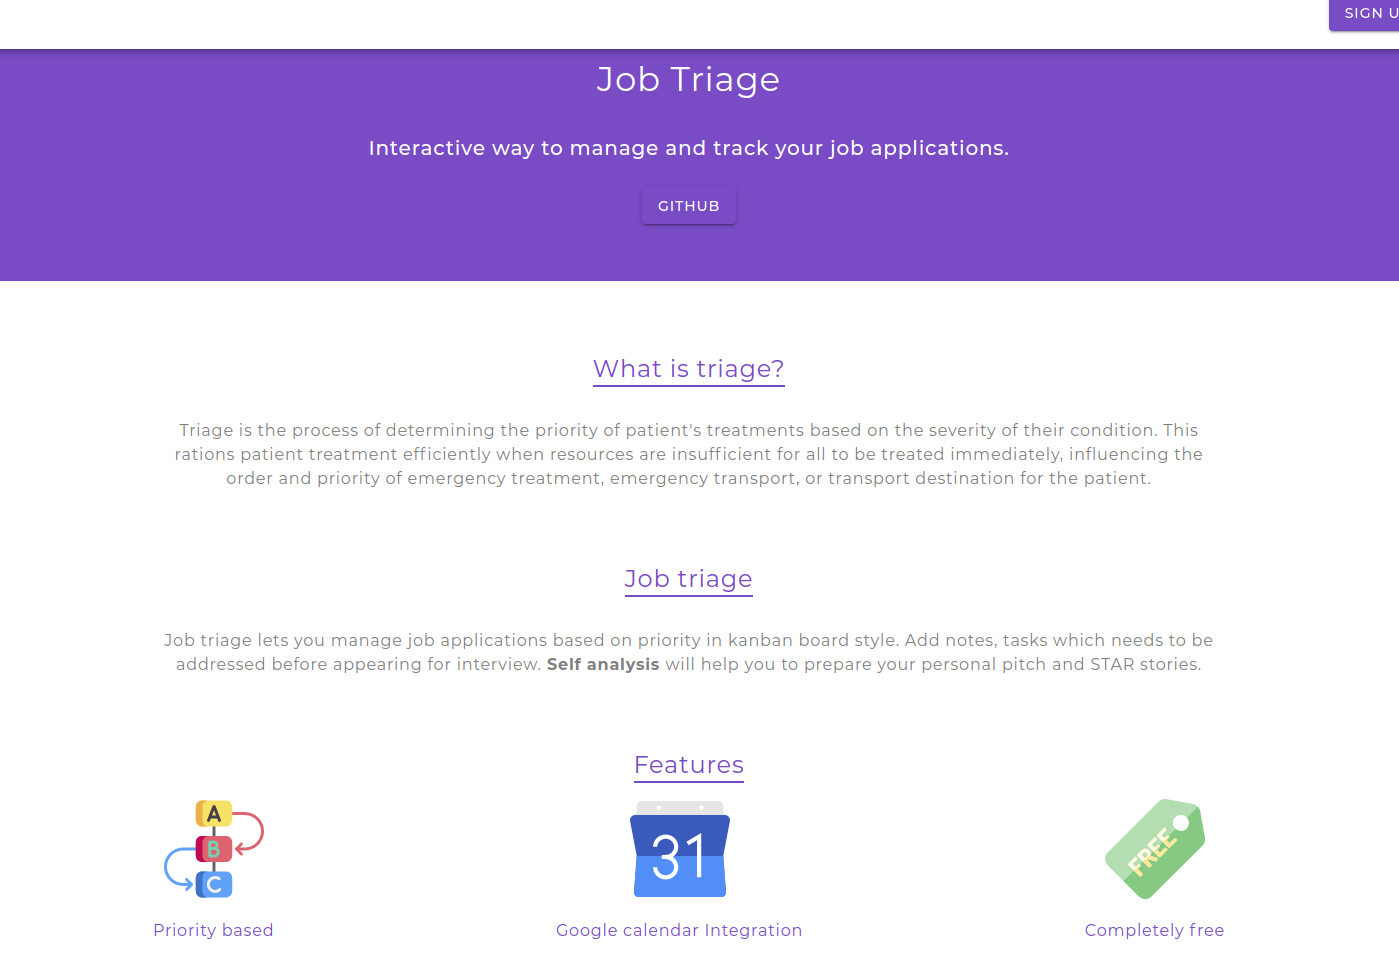 SIGN U
Job Triage
Interactive way to manage and track your job applications.
GITHUB
What is triage?
Triage is the process of determining the priority of patient's treatments based on the severity of their condition. This
rations patient treatment efficiently when resources are insufficient for all to be treated immediately, influencing the
order and priority of emergency treatment, emergency transport, or transport destination for the patient.
Job triage
Job triage lets you manage job applications based on priority in kanban board style. Add notes, tasks which needs to be
addressed before appearing for interview. Self analysis will help you to prepare your personal pitch and STAR stories.
Features
A
B
C
31
FREE
Priority based
Google calendar Integration
Completely free